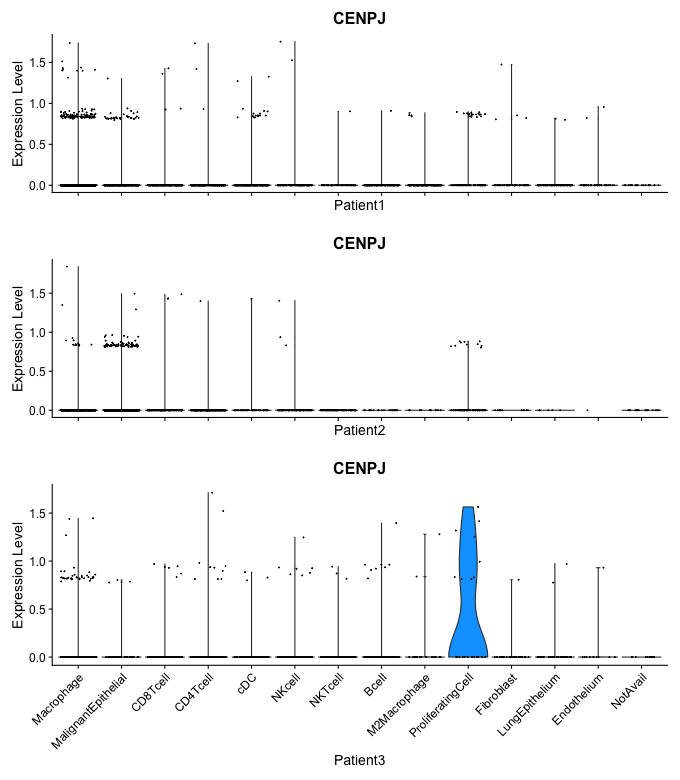 CENPJ
Expression Level
1.5
1.0
0.5
0.0
Patient1
CENPJ
Expression Level
1.5
1.0
0.5
0.0
Patient2
CENPJ
Expression Level
1.5
1.0
0.5
0.0
Macrophage
MalignantEpithelial
CD8Tcell
CD4Tcell
cDC
NKcell
NKTcell
Bcell
M2Macrophage
ProliferatingCell
Fibroblast
LungEpithelium
Endothelium
NotAvail
Patient3